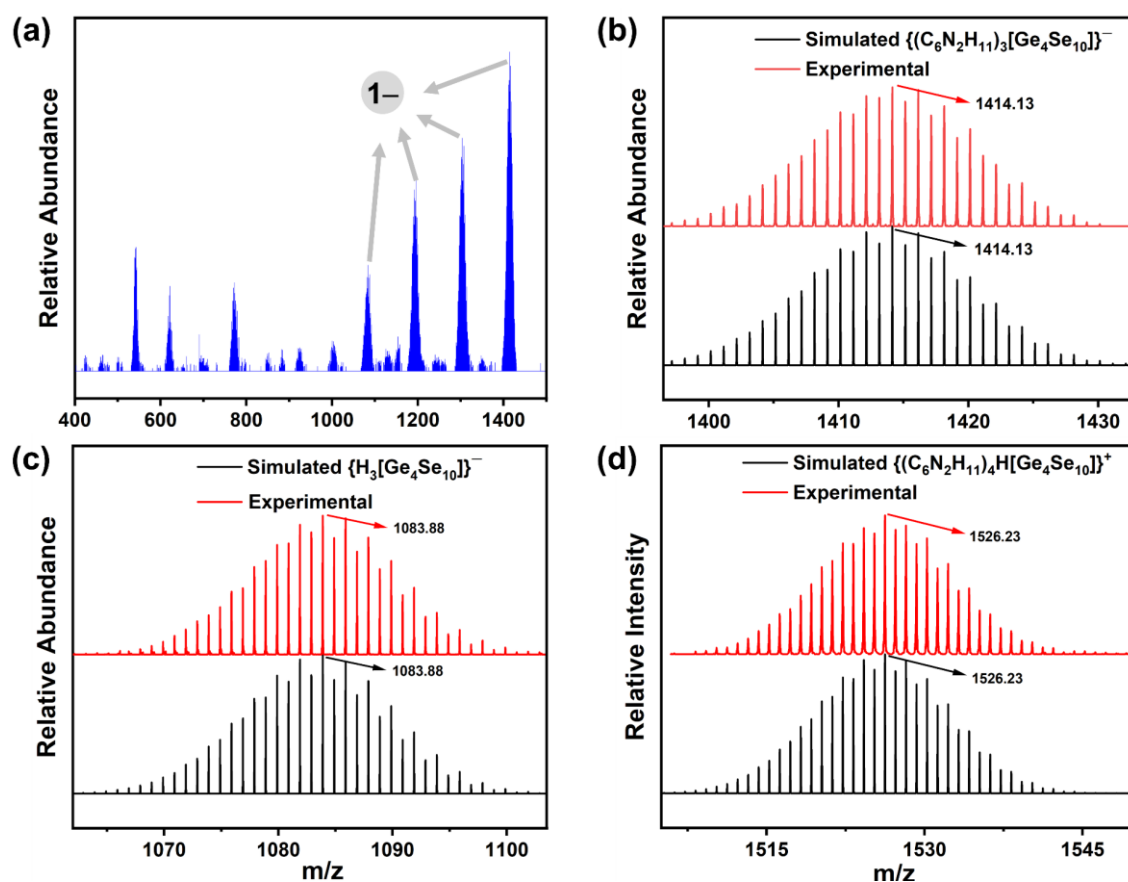 (a)
1–
Relative Abundance
400 600 800 1000 1200 1400
(b)
Simulated {(C₆N₂H₁₁)₃[Ge₄Se₁₀]}⁻
Experimental
1414.13
1414.13
Relative Abundance
1400 1410 1420 1430
(c)
Simulated {H₃[Ge₄Se₁₀]}⁻
Experimental
1083.88
1083.88
Relative Abundance
1070 1080 1090 1100
m/z
(d)
Simulated {(C₆N₂H₁₁)₄H[Ge₄Se₁₀]}⁺
Experimental
1526.23
1526.23
Relative Intensity
1515 1530 1545
m/z